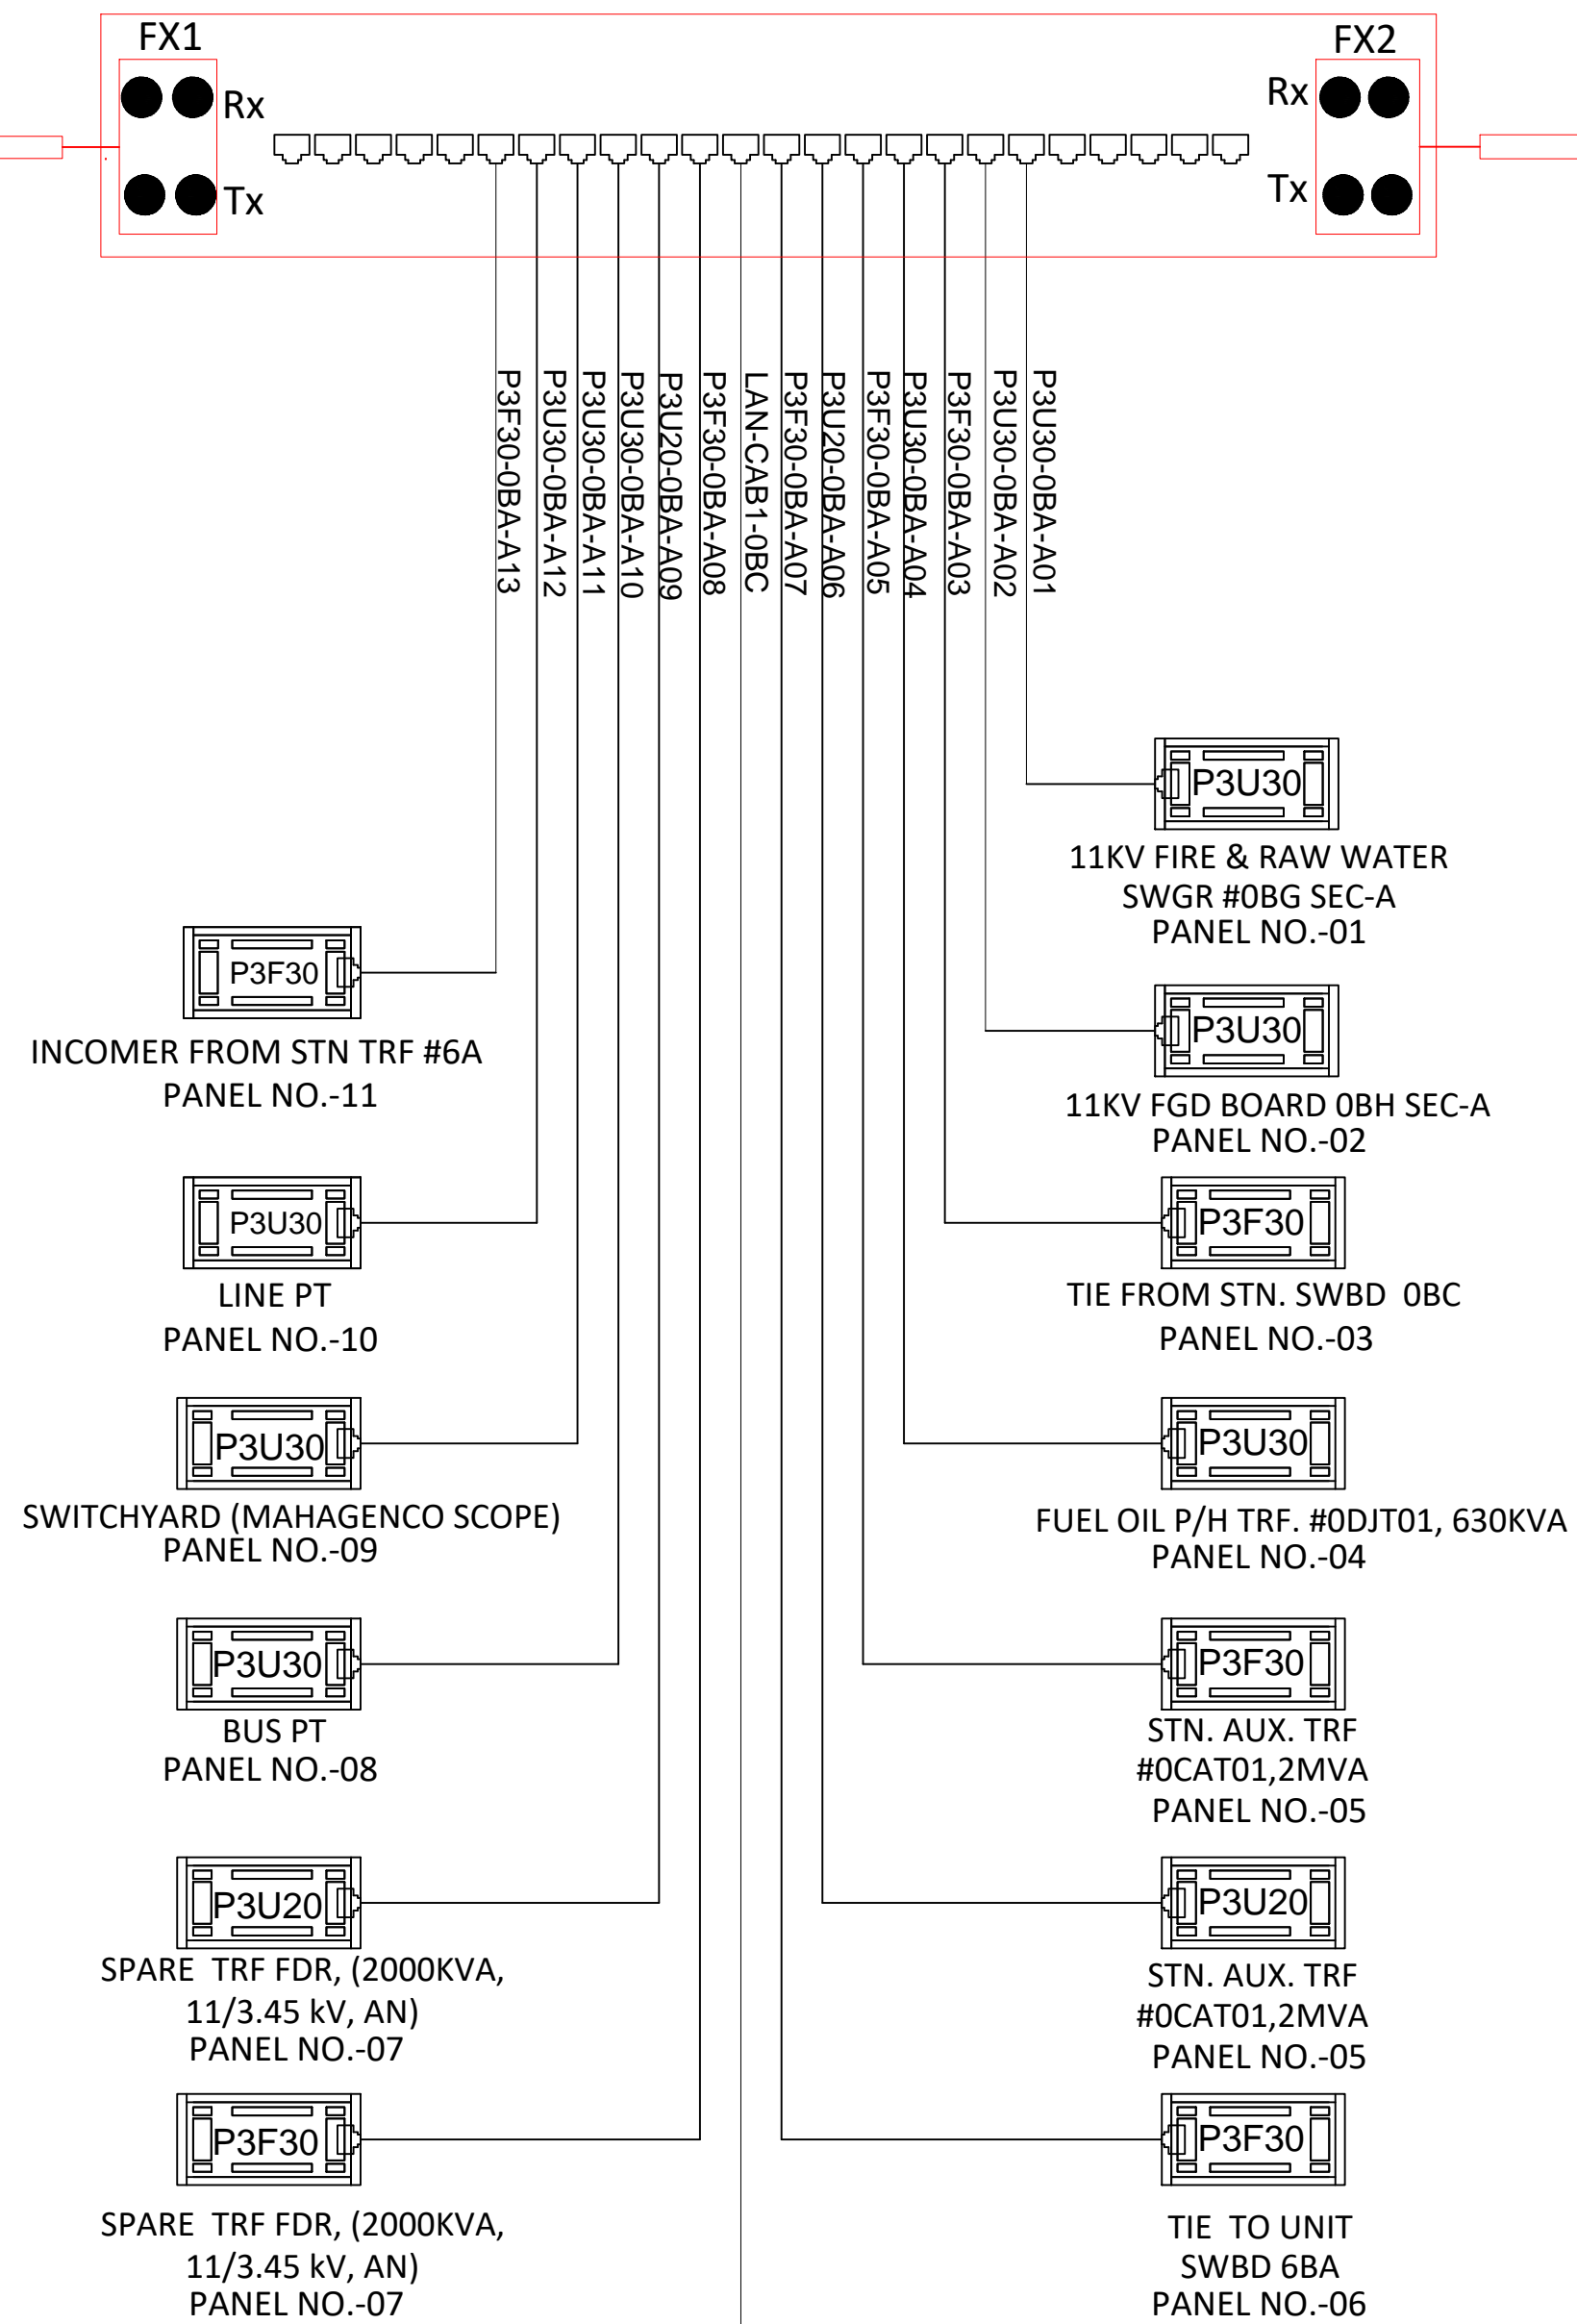 FX1
FX2
Rx
Rx
Tx
Tx
P3F30-0BA-A13
P3U30-0BA-A12
P3U30-0BA-A11
P3U30-0BA-A10
P3U20-0BA-A09
P3F30-0BA-A08
LAN-CAB1-0BC
P3F30-0BA-A07
P3U20-0BA-A06
P3F30-0BA-A05
P3U30-0BA-A04
P3F30-0BA-A03
P3U30-0BA-A02
P3U30-0BA-A01
P3F30
INCOMER FROM STN TRF #6A
PANEL NO.-11
P3U30
LINE PT
PANEL NO.-10
P3U30
SWITCHYARD (MAHAGENCO SCOPE)
PANEL NO.-09
P3U30
BUS PT
PANEL NO.-08
P3U20
SPARE  TRF FDR, (2000KVA,
11/3.45 kV, AN)
PANEL NO.-07
P3F30
SPARE  TRF FDR, (2000KVA,
11/3.45 kV, AN)
PANEL NO.-07
P3U30
11KV FIRE & RAW WATER
SWGR #0BG SEC-A
PANEL NO.-01
P3U30
11KV FGD BOARD 0BH SEC-A
PANEL NO.-02
P3F30
TIE FROM STN. SWBD  0BC
PANEL NO.-03
P3U30
FUEL OIL P/H TRF. #0DJT01, 630KVA
PANEL NO.-04
P3F30
STN. AUX. TRF
#0CAT01,2MVA
PANEL NO.-05
P3U20
STN. AUX. TRF
#0CAT01,2MVA
PANEL NO.-05
P3F30
TIE  TO UNIT
SWBD 6BA
PANEL NO.-06